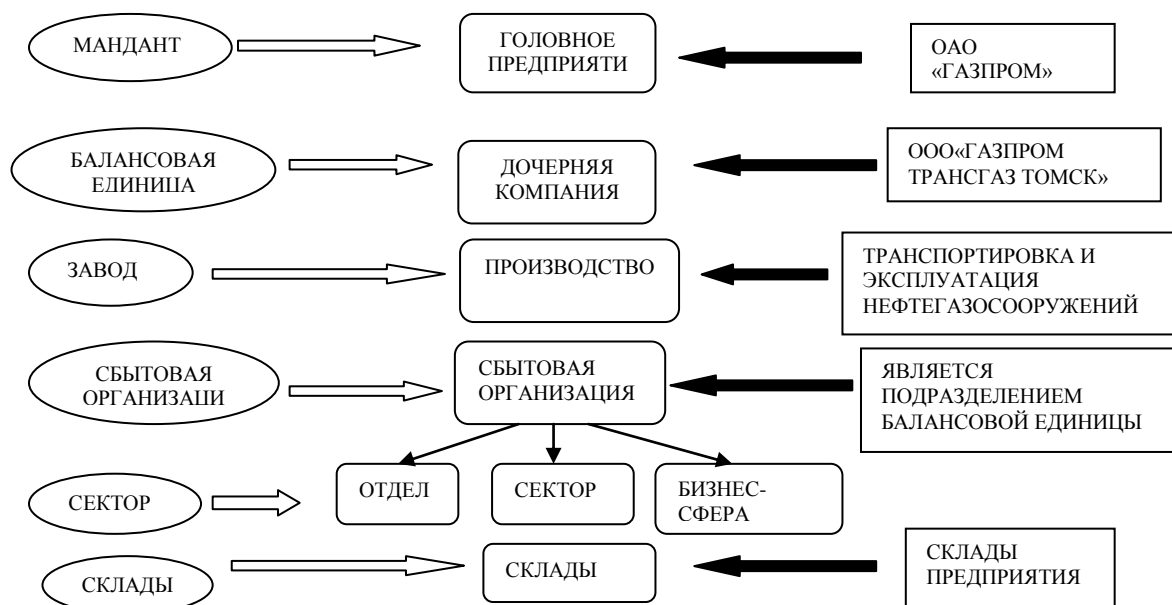 МАНДАНТ
ГОЛОВНОЕ
ПРЕДПРИЯТИ
ОАО
«ГАЗПРОМ»
БАЛАНСОВАЯ
ЕДИНИЦА
ДОЧЕРНЯЯ
КОМПАНИЯ
ООО«ГАЗПРОМ
ТРАНСГАЗ ТОМСК»
ЗАВОД
ПРОИЗВОДСТВО
ТРАНСПОРТИРОВКА И
ЭКСПЛУАТАЦИЯ
НЕФТЕГАЗОСООРУЖЕНИЙ
СБЫТОВАЯ
ОРГАНИЗАЦИ
СБЫТОВАЯ
ОРГАНИЗАЦИЯ
ЯВЛЯЕТСЯ
ПОДРАЗДЕЛЕНИЕМ
БАЛАНСОВОЙ ЕДИНИЦЫ
СЕКТОР
ОТДЕЛ
СЕКТОР
БИЗНЕС-
СФЕРА
СКЛАДЫ
СКЛАДЫ
СКЛАДЫ
ПРЕДПРИЯТИЯ